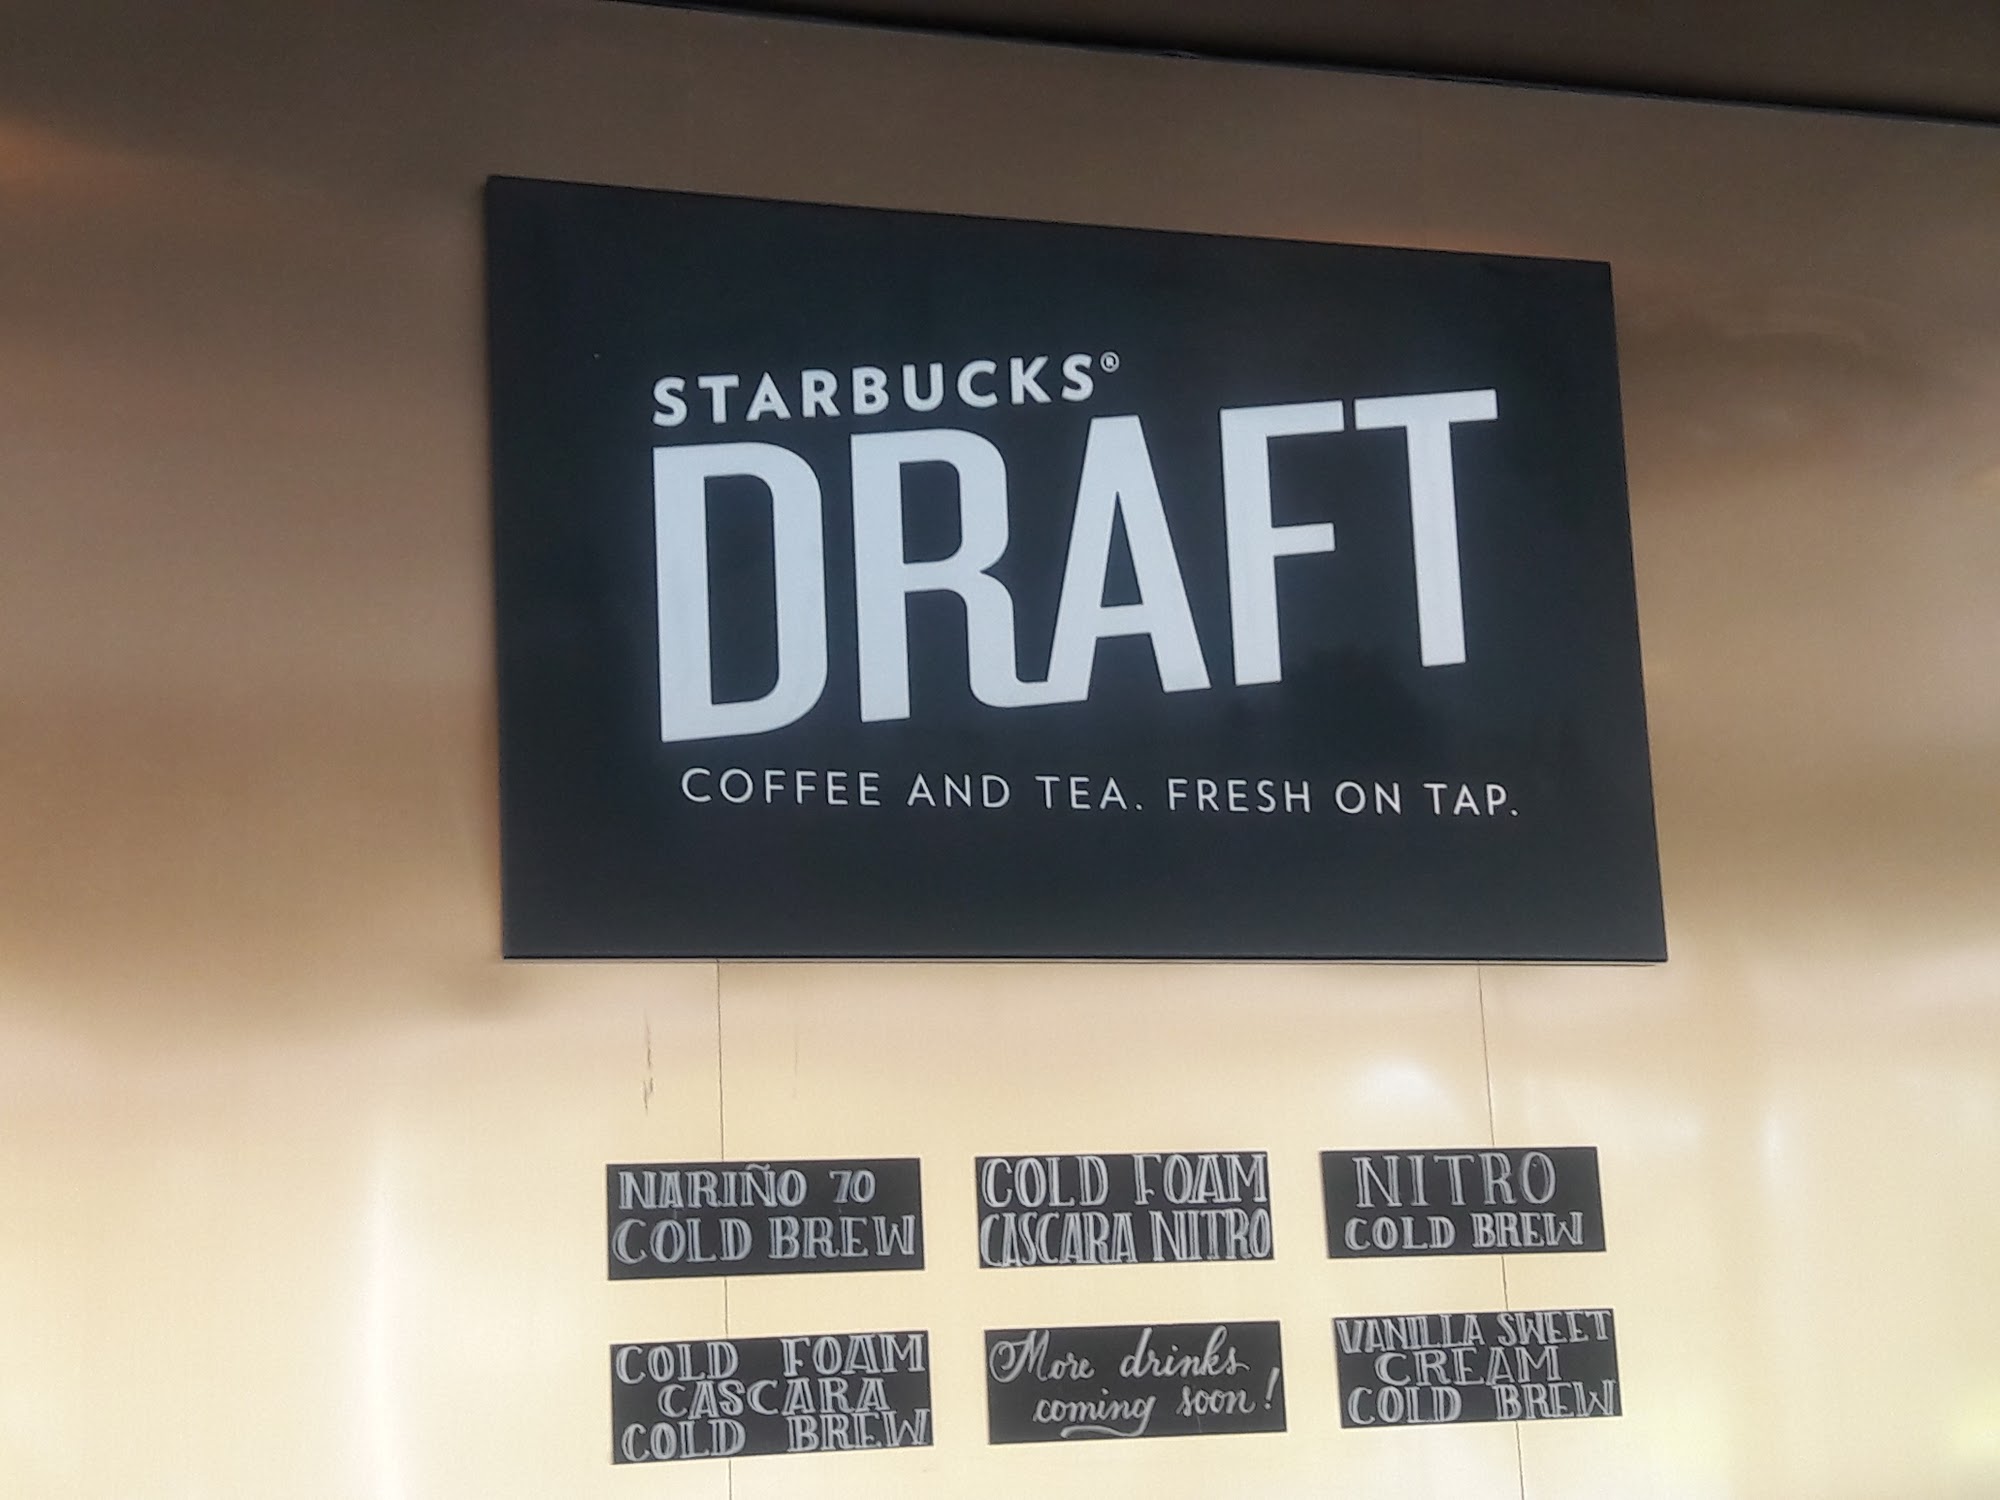 STARBUCKS®
DRAFT
COFFEE AND TEA. FRESH ON TAP.
NARIÑO 70
COLD BREW
COLD FOAM
CASCARA NITRO
NITRO
COLD BREW
COLD FOAM
CASCARA
COLD BREW
More drinks
coming soon!
VANILLA SWEET
CREAM
COLD BREW